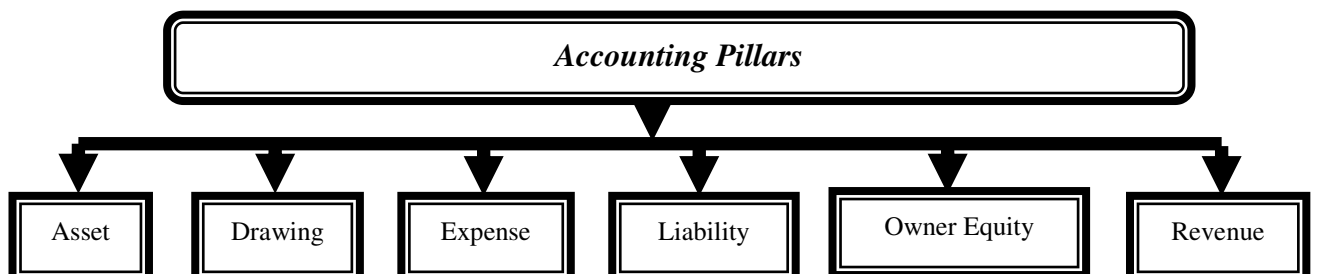 Accounting Pillars
Asset Drawing Expense Liability Owner Equity Revenue